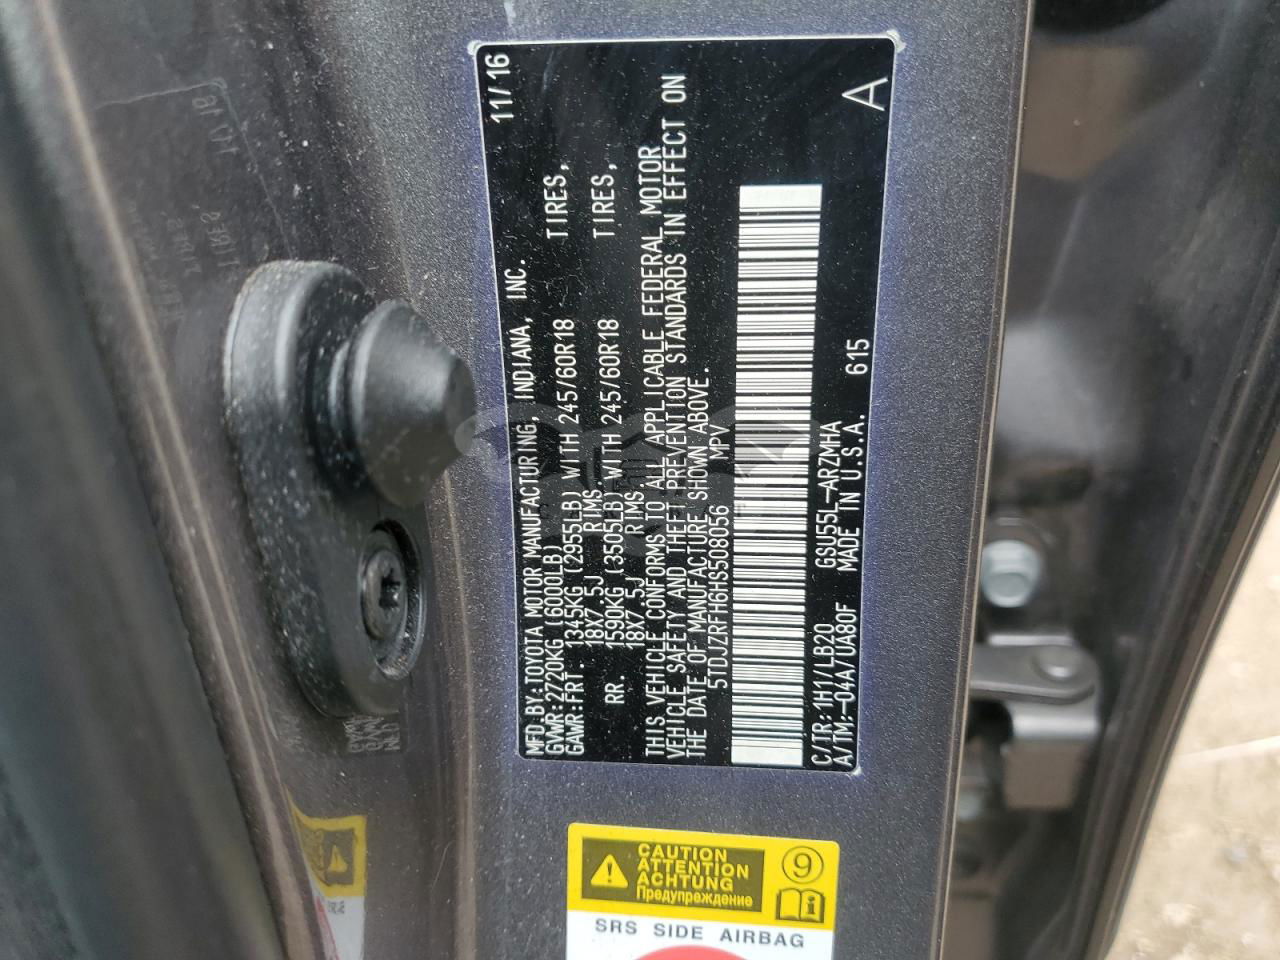 MFD.BY:TOYOTA MOTOR MANUFACTURING, INDIANA, INC. 11/16
GVWR:2720KG (6000LB)
GAWR:FRT. 1345KG (2955LB) WITH 245/60R18 TIRES,
18X7.5J RIMS.
RR. 1590KG (3505LB) WITH 245/60R18 TIRES,
18X7.5J RIMS.
THIS VEHICLE CONFORMS TO ALL APPLICABLE FEDERAL MOTOR
VEHICLE SAFETY AND THEFT-PREVENTION STANDARDS IN EFFECT ON
THE DATE OF MANUFACTURE SHOWN ABOVE.
5TDJZRFH6HS508056 MPV
C/TR:1H1/LB20 GSU55L-ARZMHA 615 A
A/TM:-04A/UA80F MADE IN U.S.A.
CAUTION
ATTENTION
ACHTUNG
Предупреждение
9
i
SRS SIDE AIRBAG